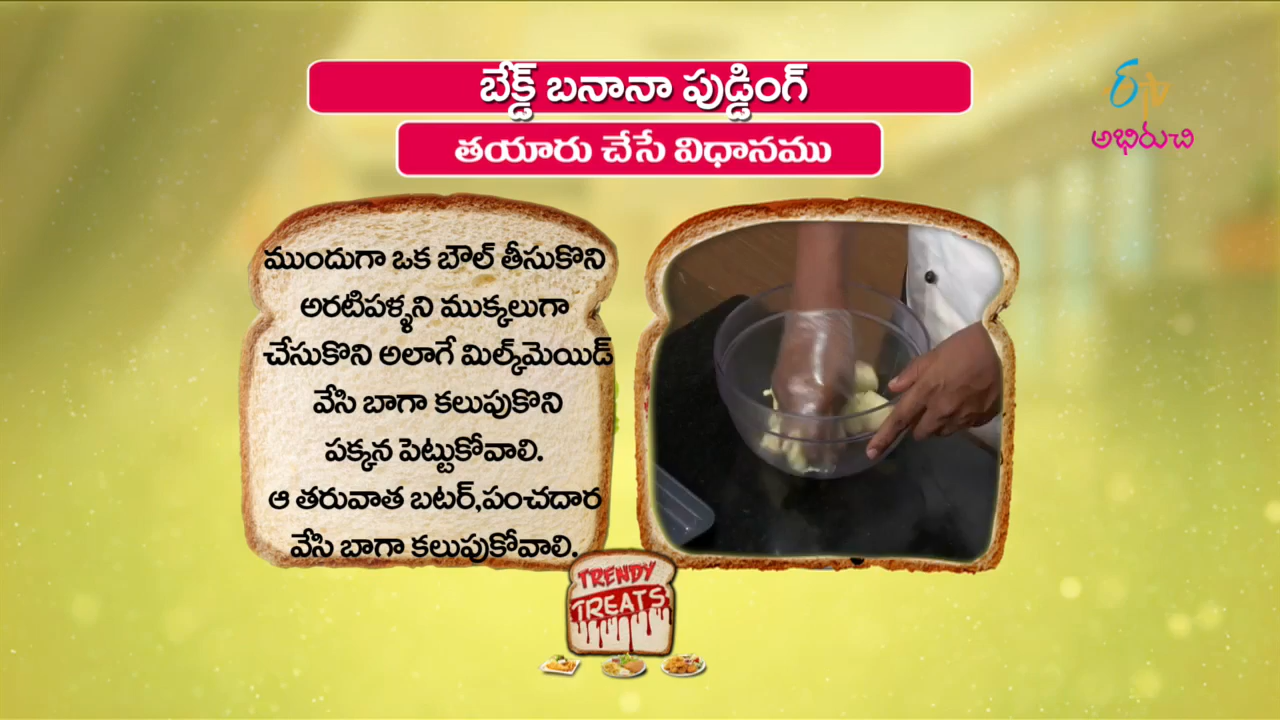 బేక్డ్ బనానా పుడ్డింగ్
తయారు చేసే విధానము
ETV
అభిరుచి
ముందుగా ఒక బౌల్ తీసుకొని
అరటిపళ్ళని ముక్కలుగా
చేసుకొని అలాగే మిల్క్‌మెయిడ్
వేసి బాగా కలుపుకొని
పక్కన పెట్టుకోవాలి.
ఆ తరువాత బటర్,పంచదార
వేసి బాగా కలుపుకోవాలి.
TRENDY
TREATS